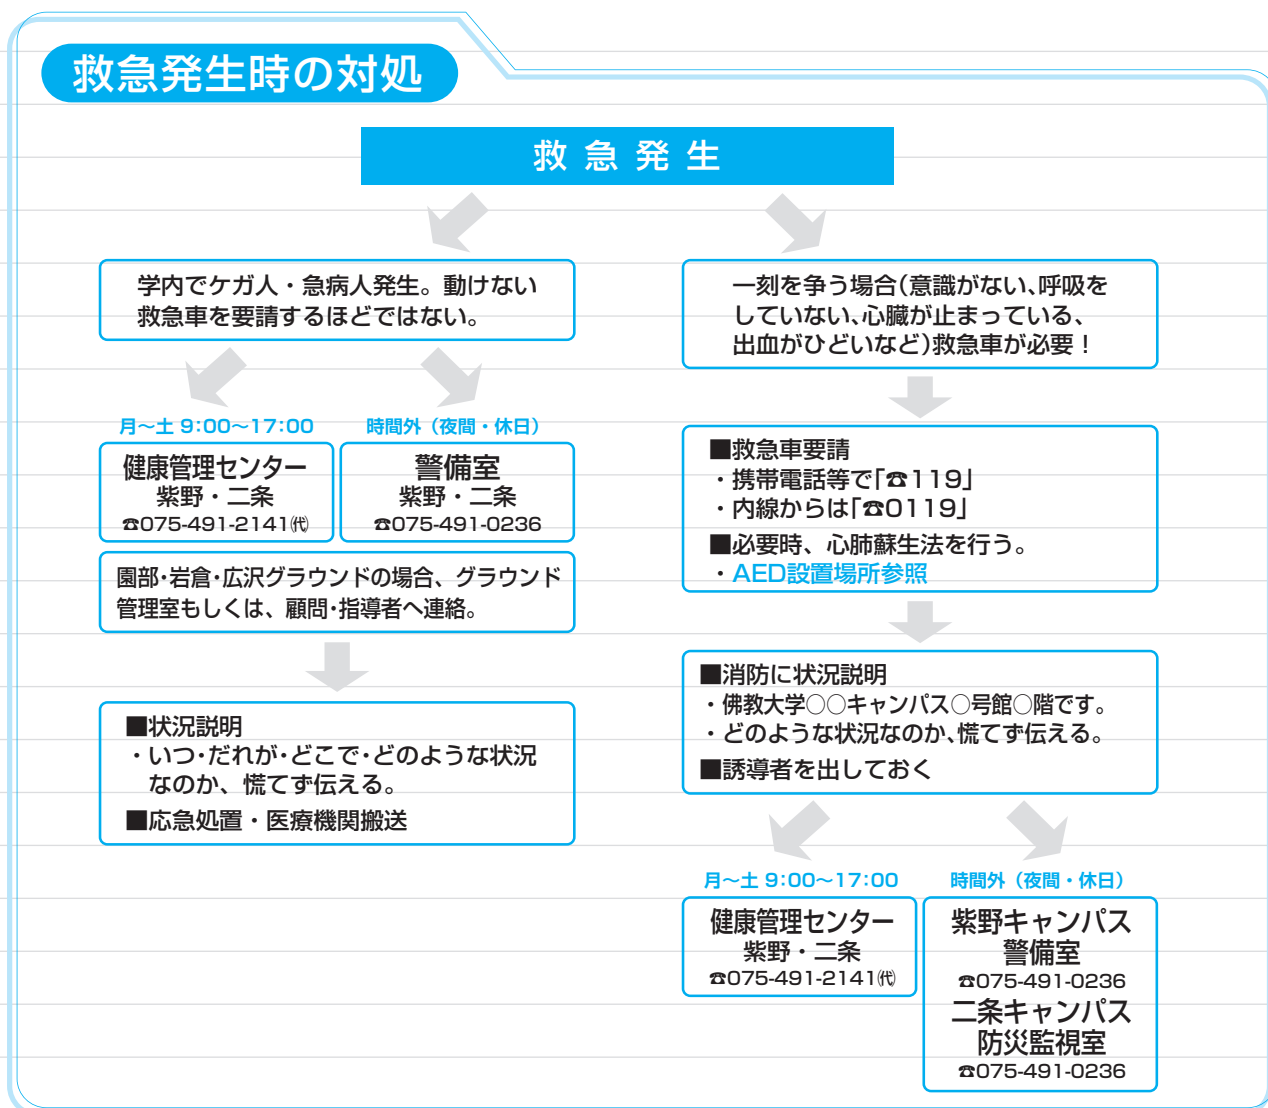 救急発生時の対処
救急発生
学内でケガ人・急病人発生。動けない
救急車を要請するほどではない。
月〜土 9:00〜17:00
健康管理センター
紫野・二条
☎075-491-2141㈹
時間外（夜間・休日）
警備室
紫野・二条
☎075-491-0236
園部・岩倉・広沢グラウンドの場合、グラウンド
管理室もしくは、顧問・指導者へ連絡。
■状況説明
・いつ・だれが・どこで・どのような状況
なのか、慌てず伝える。
■応急処置・医療機関搬送
一刻を争う場合（意識がない、呼吸を
していない、心臓が止まっている、
出血がひどいなど）救急車が必要！
■救急車要請
・携帯電話等で「☎119」
・内線からは「☎0119」
■必要時、心肺蘇生法を行う。
・AED設置場所参照
■消防に状況説明
・佛教大学○○キャンパス○号館○階です。
・どのような状況なのか、慌てず伝える。
■誘導者を出しておく
月〜土 9:00〜17:00
健康管理センター
紫野・二条
☎075-491-2141㈹
時間外（夜間・休日）
紫野キャンパス
警備室
☎075-491-0236
二条キャンパス
防災監視室
☎075-491-0236